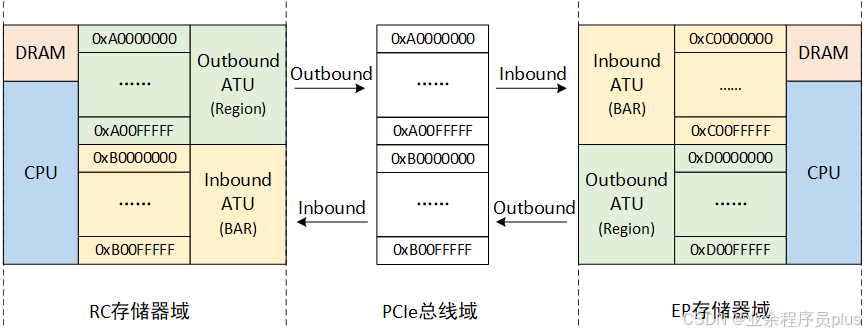 DRAM
CPU
0xA0000000
......
0xA00FFFFF
0xB0000000
......
0xB00FFFFF
Outbound
ATU
(Region)
Inbound
ATU
(BAR)
Outbound
Inbound
0xA0000000
......
0xA00FFFFF
0xB0000000
......
0xB00FFFFF
Inbound
Outbound
Inbound
ATU
(BAR)
Outbound
ATU
(Region)
0xC0000000
......
0xC00FFFFF
0xD0000000
......
0xD00FFFFF
DRAM
CPU
RC存储器域
PCIe总线域
EP存储器域
CSDN @业余程序员plus